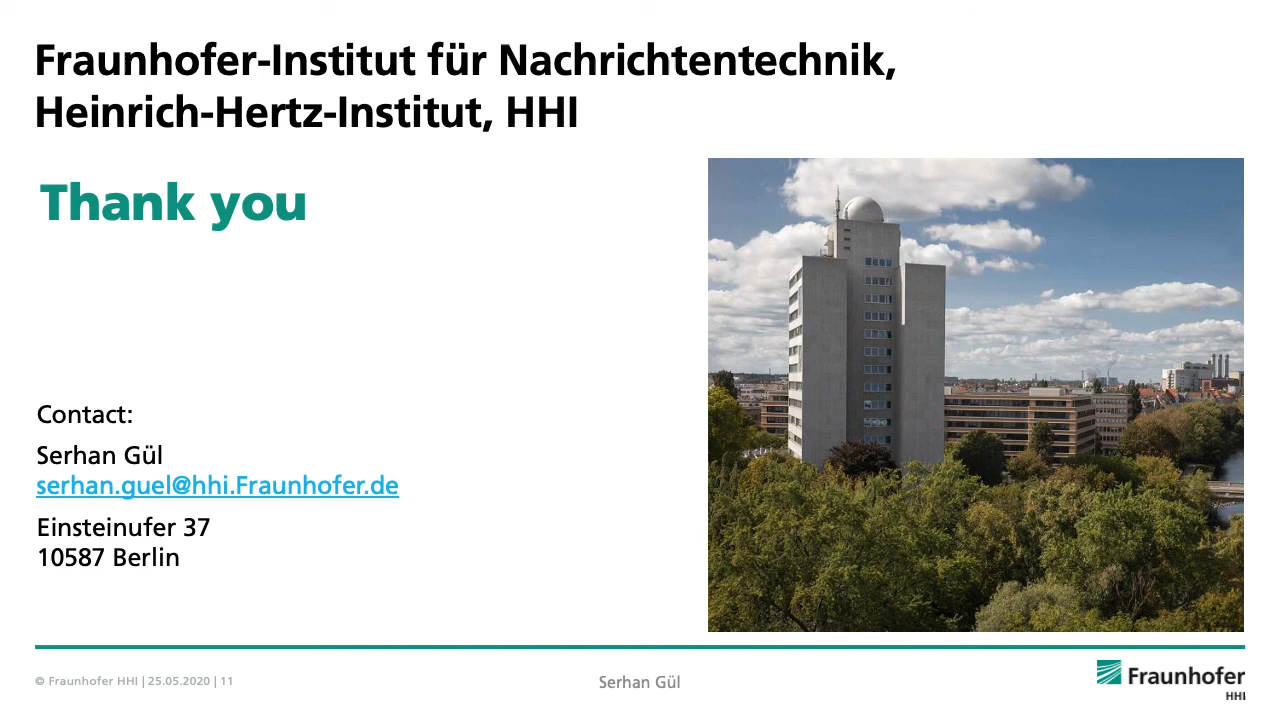 Fraunhofer-Institut für Nachrichtentechnik,
Heinrich-Hertz-Institut, HHI
Thank you
Contact:
Serhan Gül
serhan.guel@hhi.Fraunhofer.de
Einsteinufer 37
10587 Berlin
© Fraunhofer HHI | 25.05.2020 | 11
Serhan Gül
Fraunhofer
HHI